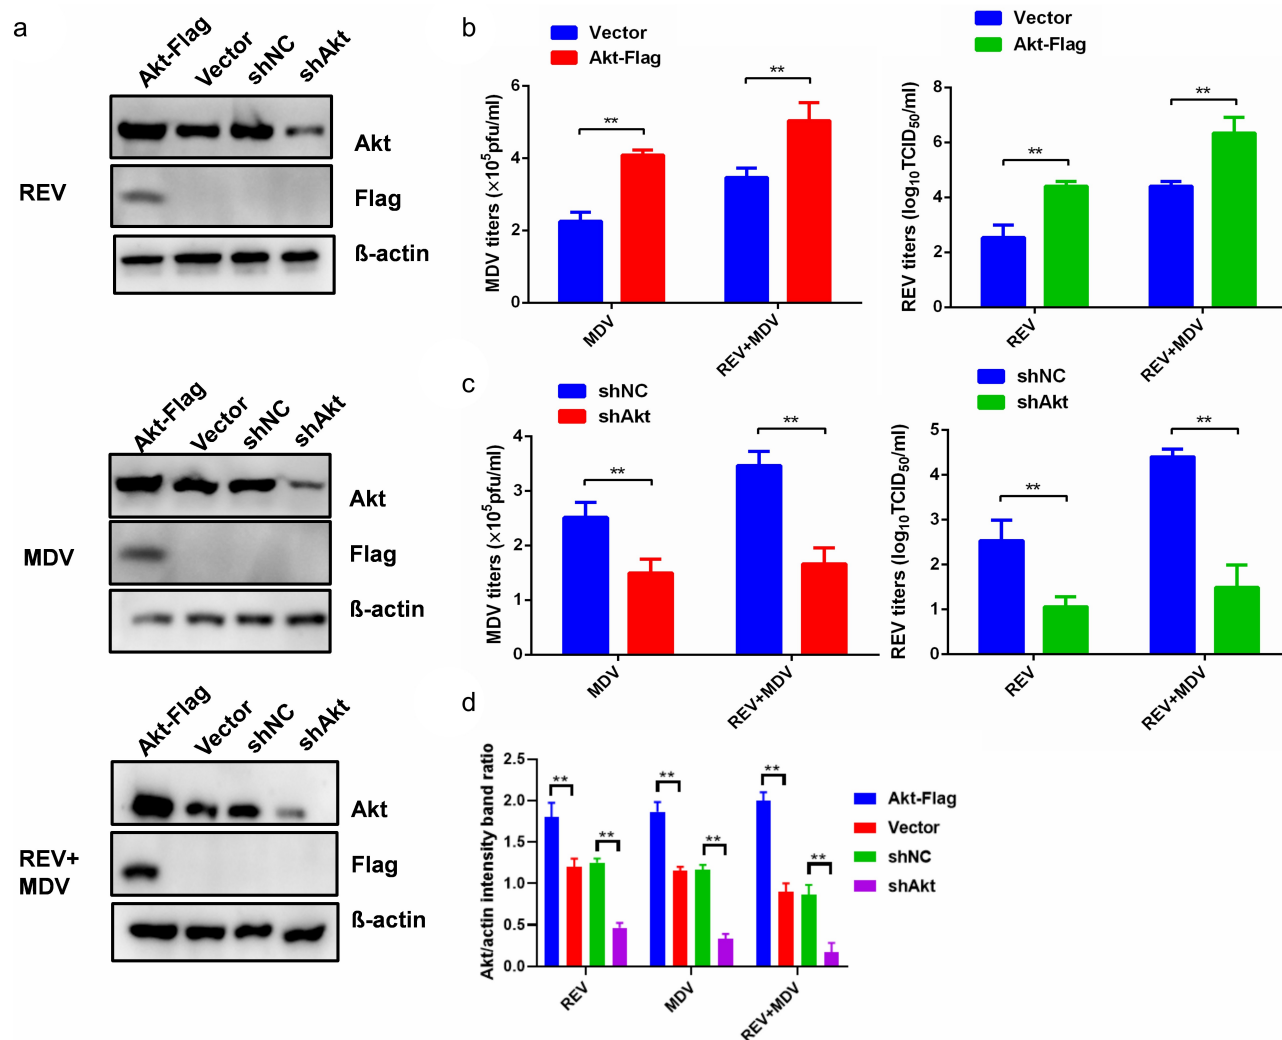 a
Akt-Flag
Vector
shNC
shAkt
REV
Akt
Flag
ß-actin
Akt-Flag
Vector
shNC
shAkt
MDV
Akt
Flag
ß-actin
Akt-Flag
Vector
shNC
shAkt
REV+
MDV
Akt
Flag
ß-actin
b
Vector
Akt-Flag
MDV titers (×10⁵pfu/ml)
6
4
2
0
**
**
MDV
REV+MDV
Vector
Akt-Flag
REV titers (log₁₀TCID₅₀/ml)
8
6
4
2
0
**
**
REV
REV+MDV
c
shNC
shAkt
MDV titers (×10⁵pfu/ml)
4
3
2
1
0
**
**
MDV
REV+MDV
shNC
shAkt
REV titers (log₁₀TCID₅₀/ml)
5
4
3
2
1
0
**
**
REV
REV+MDV
d
Akt/actin intensity band ratio
2.5
2.0
1.5
1.0
0.5
0.0
**
**
**
**
**
**
REV
MDV
REV+MDV
Akt-Flag
Vector
shNC
shAkt